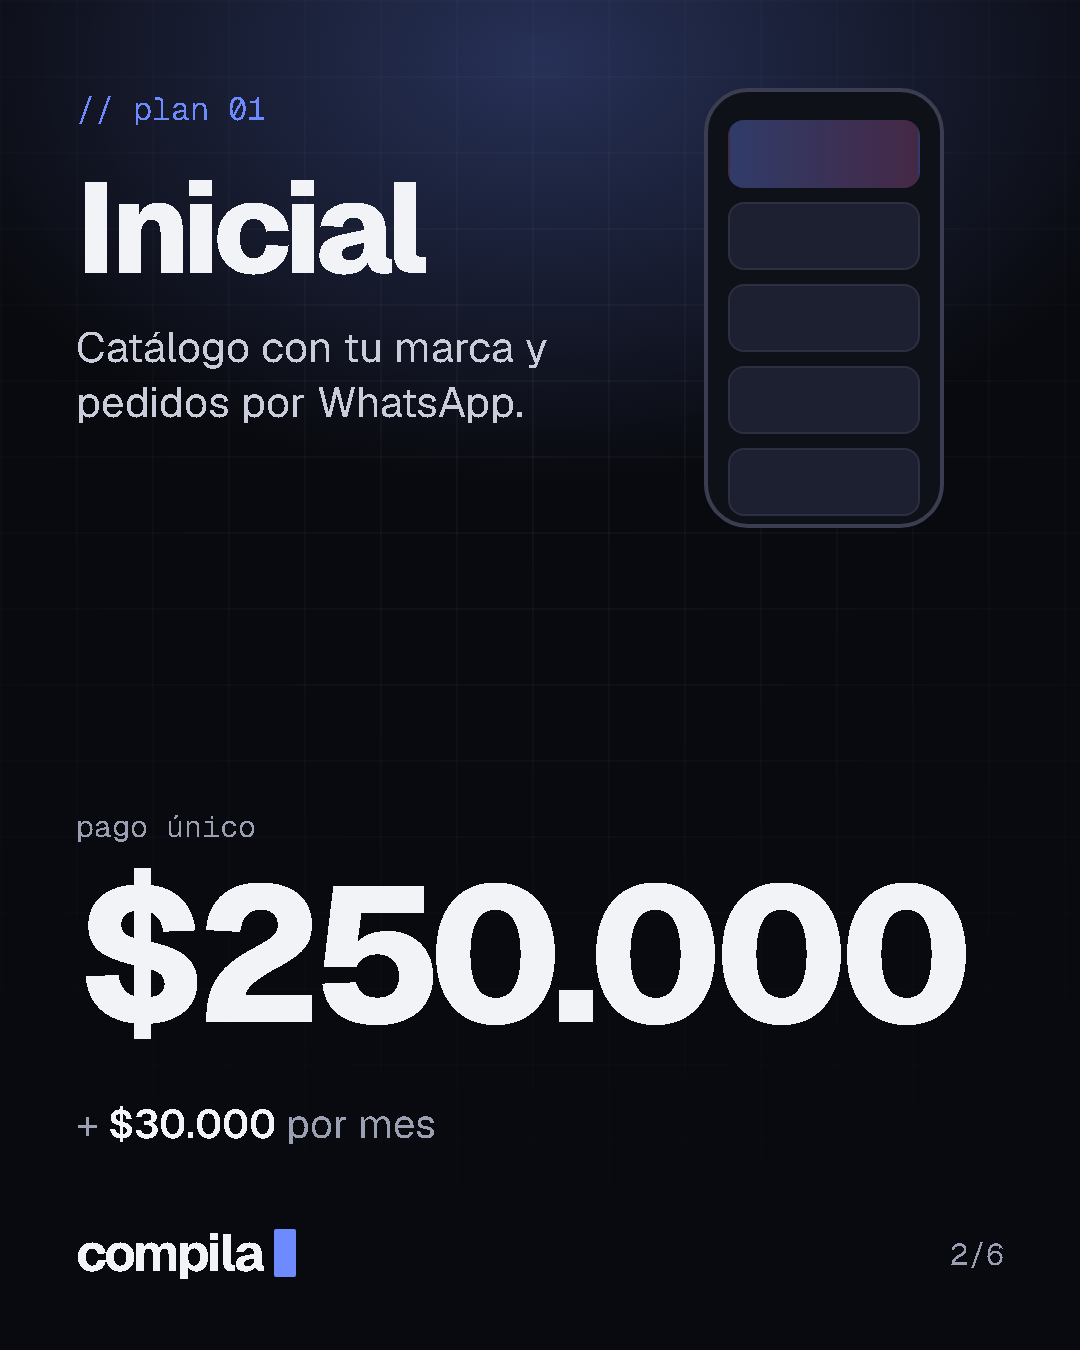 // plan 01
Inicial
Catálogo con tu marca y
pedidos por WhatsApp.
pago único
$250.000
+ $30.000 por mes
compila
2/6